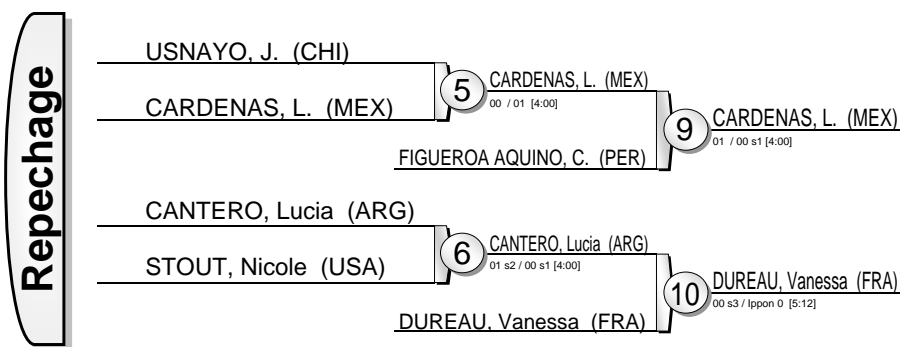 Repechage
USNAYO, J. (CHI)
CARDENAS, L. (MEX)
5
CARDENAS, L. (MEX)
00 / 01 [4:00]
FIGUEROA AQUINO, C. (PER)
9
CARDENAS, L. (MEX)
01 / 00 s1 [4:00]
CANTERO, Lucia (ARG)
STOUT, Nicole (USA)
6
CANTERO, Lucia (ARG)
01 s2 / 00 s1 [4:00]
DUREAU, Vanessa (FRA)
10
DUREAU, Vanessa (FRA)
00 s3 / Ippon 0 [5:12]